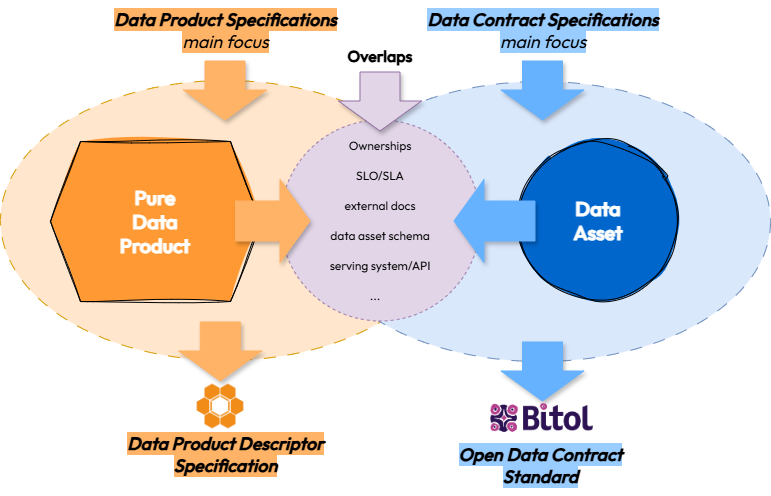 Data Product Specifications
main focus
Data Contract Specifications
main focus
Overlaps
Ownerships
SLO/SLA
external docs
data asset schema
serving system/API
...
Pure
Data
Product
Data
Asset
Data Product Descriptor
Specification
Bitol
Open Data Contract
Standard